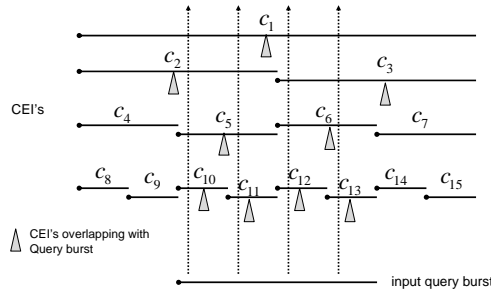 c1
c2
c3
CEI's
c4
c5
c6
c7
c8
c9
c10
c11
c12
c13
c14
c15
CEI's overlapping with
Query burst
input query burst